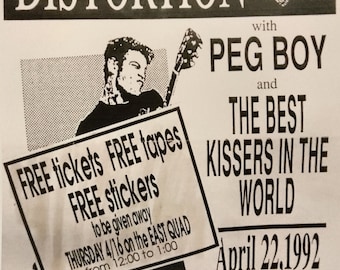 DISTORTION
with
PEG BOY
and
THE BEST
KISSERS IN THE
WORLD
FREE tickets FREE tapes
FREE stickers
to be given away
THURSDAY 4/16 on the EAST QUAD
from 12:00 to 1:00
April 22,1992